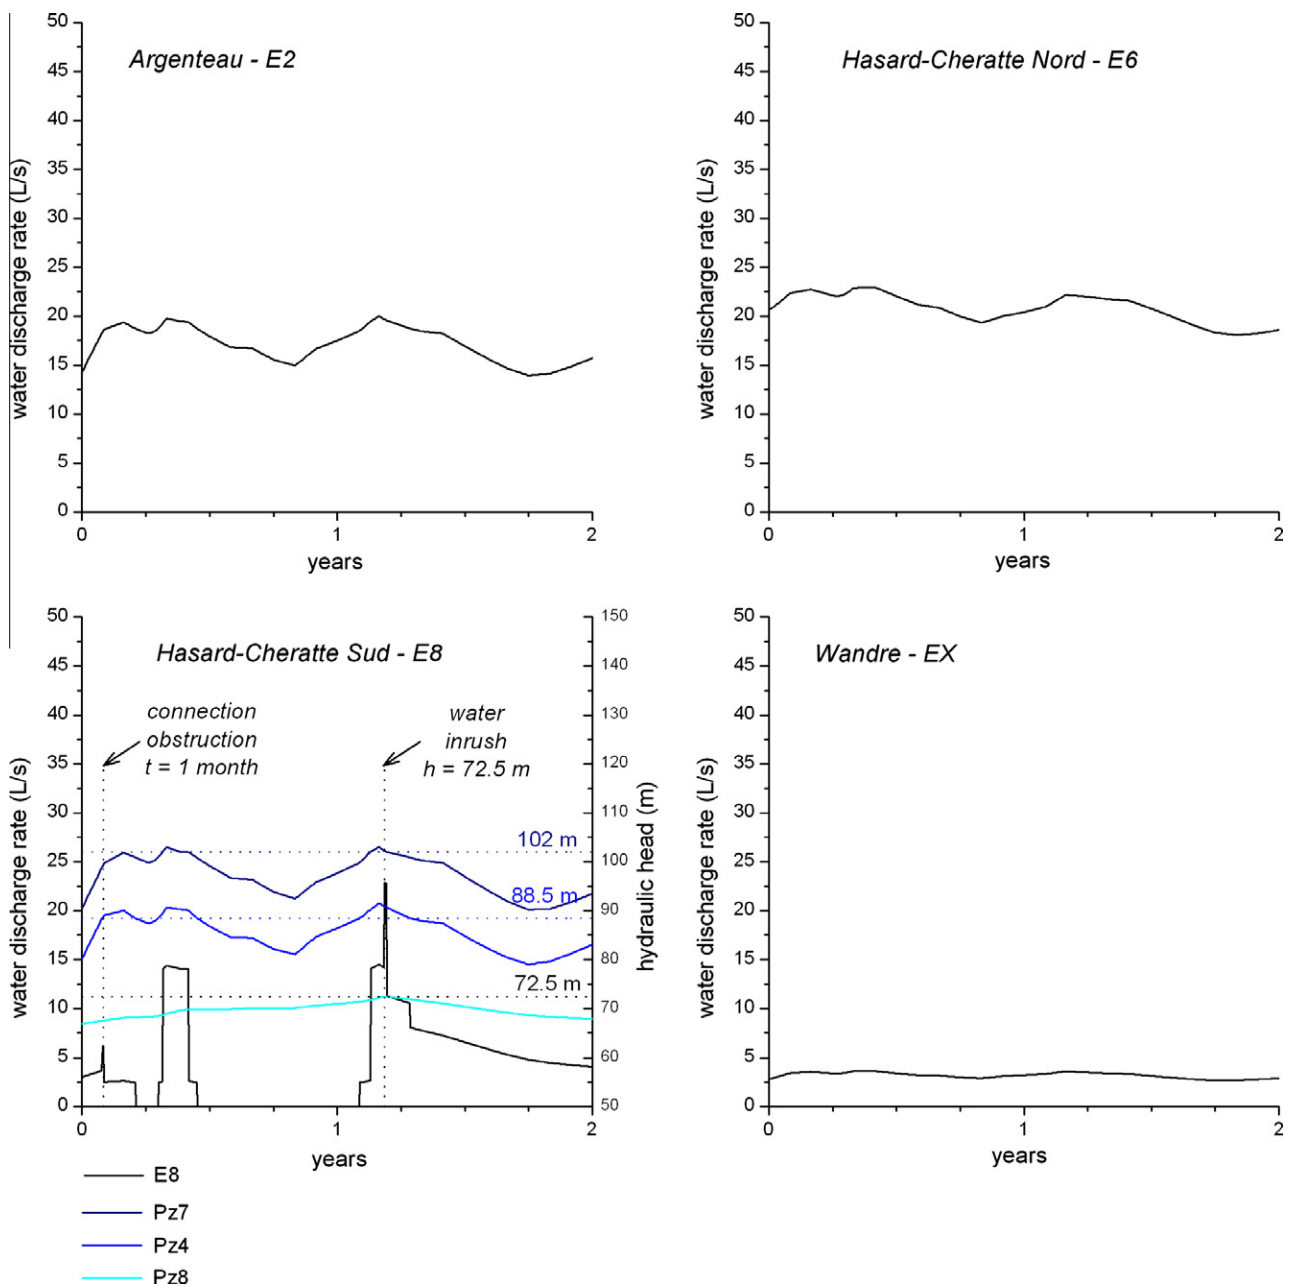 Argenteau - E2
50
45
40
35
30
25
20
15
10
5
0
water discharge rate (L/s)
0 1 2
years
Hasard-Cheratte Nord - E6
50
45
40
35
30
25
20
15
10
5
0
water discharge rate (L/s)
0 1 2
years
Hasard-Cheratte Sud - E8
50
45
40
35
30
25
20
15
10
5
0
water discharge rate (L/s)
connection
obstruction
t = 1 month
water
inrush
h = 72.5 m
102 m
88.5 m
72.5 m
150
140
130
120
110
100
90
80
70
60
50
hydraulic head (m)
0 1 2
years
E8
Pz7
Pz4
Pz8
Wandre - EX
50
45
40
35
30
25
20
15
10
5
0
water discharge rate (L/s)
0 1 2
years